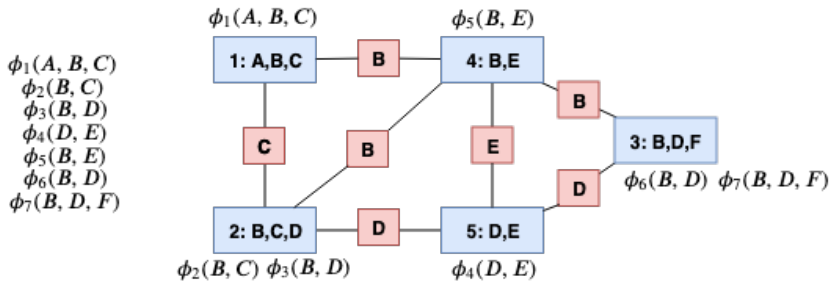 ϕ₁(A, B, C)
ϕ₂(B, C)
ϕ₃(B, D)
ϕ₄(D, E)
ϕ₅(B, E)
ϕ₆(B, D)
ϕ₇(B, D, F)
ϕ₁(A, B, C)
ϕ₅(B, E)
1: A,B,C
B
4: B,E
B
C
B
E
3: B,D,F
D
ϕ₆(B, D) ϕ₇(B, D, F)
2: B,C,D
D
5: D,E
ϕ₂(B, C) ϕ₃(B, D)
ϕ₄(D, E)